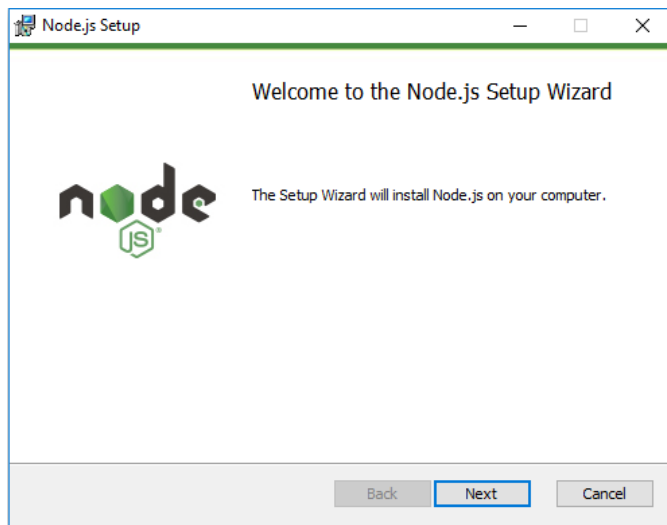 Node.js Setup
Welcome to the Node.js Setup Wizard
node
JS®
The Setup Wizard will install Node.js on your computer.
Back Next Cancel